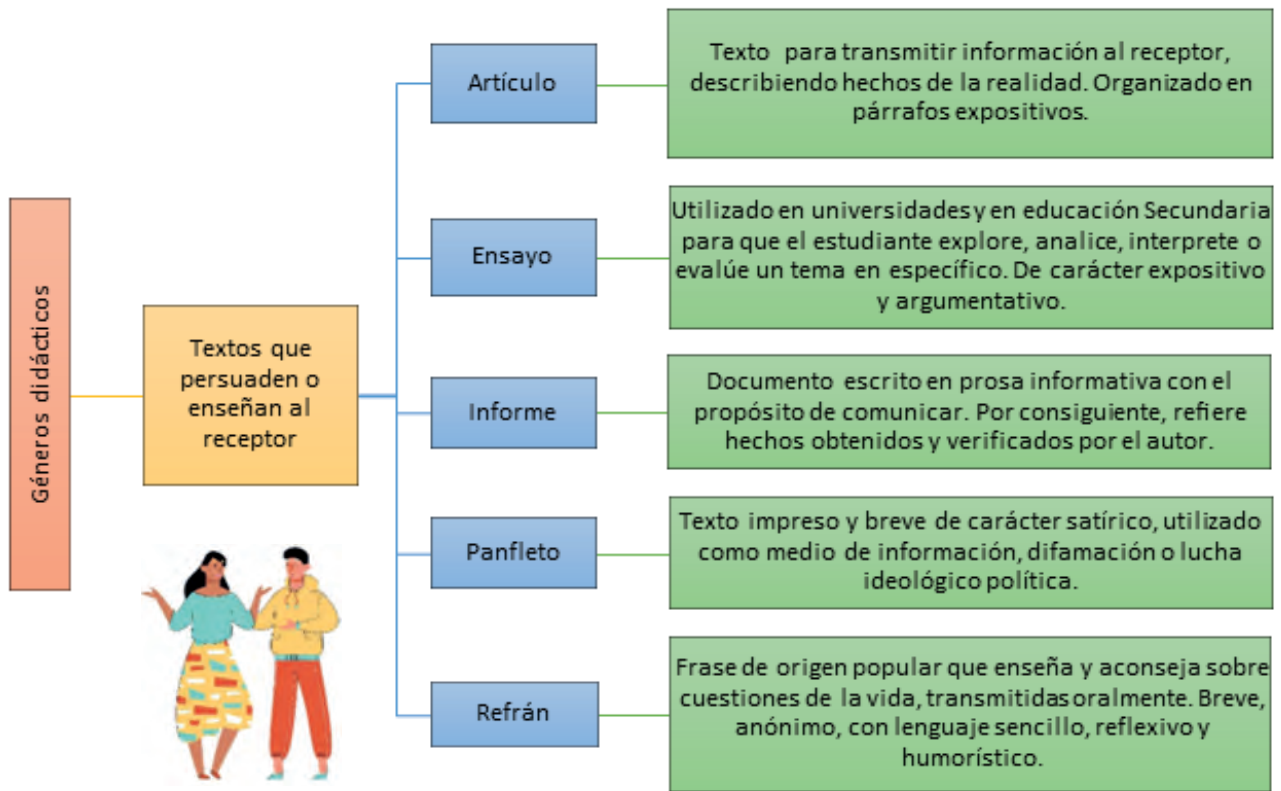 Géneros didácticos
Textos que
persuaden o
enseñan al
receptor
Artículo
Texto para transmitir información al receptor,
describiendo hechos de la realidad. Organizado en
párrafos expositivos.
Ensayo
Utilizado en universidades y en educación Secundaria
para que el estudiante explore, analice, interprete o
evalúe un tema en específico. De carácter expositivo
y argumentativo.
Informe
Documento escrito en prosa informativa con el
propósito de comunicar. Por consiguiente, refiere
hechos obtenidos y verificados por el autor.
Panfleto
Texto impreso y breve de carácter satírico, utilizado
como medio de información, difamación o lucha
ideológico política.
Refrán
Frase de origen popular que enseña y aconseja sobre
cuestiones de la vida, transmitidas oralmente. Breve,
anónimo, con lenguaje sencillo, reflexivo y
humorístico.